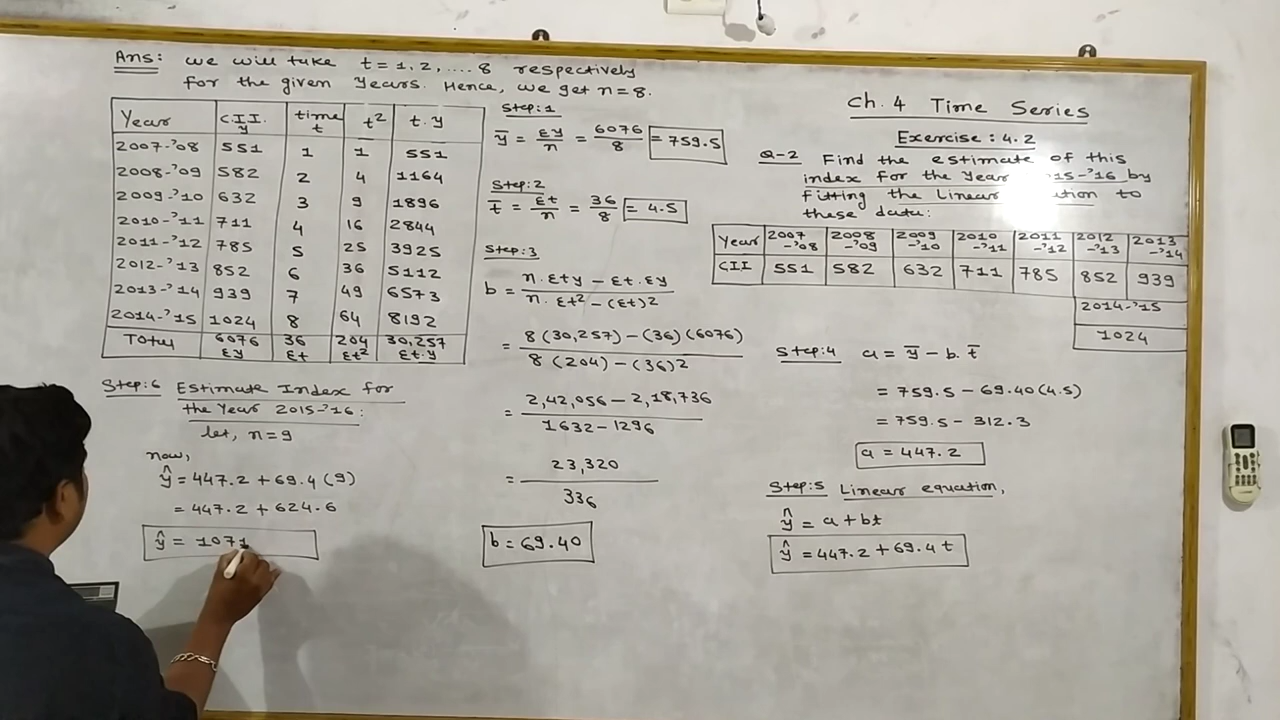 Ans: we will take t = 1, 2, .... 8 respectively
for the given years. Hence, we get n = 8.
Year C.I.I. y time t t² t.y
2007-'08 551 1 1 551
2008-'09 582 2 4 1164
2009-'10 632 3 9 1896
2010-'11 711 4 16 2844
2011-'12 785 5 25 3925
2012-'13 852 6 36 5112
2013-'14 939 7 49 6573
2014-'15 1024 8 64 8192
Total 6076 36 204 30,257
Σy Σt Σt² Σt.y
Step:6 Estimate Index for
the Year 2015-'16:
let, n = 9
now,
ŷ = 447.2 + 69.4 (9)
= 447.2 + 624.6
ŷ = 1071
Step:1
ȳ = Σy/n = 6076/8 = 759.5
Step:2
t̄ = Σt/n = 36/8 = 4.5
Step:3
b = n.Σty - Σt.Σy / n.Σt² - (Σt)²
= 8(30,257) - (36)(6076) / 8(204) - (36)²
= 2,42,056 - 2,18,736 / 1632 - 1296
= 23,320 / 336
b = 69.40
Ch. 4 Time Series
Exercise : 4.2
Q-2 Find the estimate of this
index for the Year 15-'16 by
fitting the Linear
to
these data:
Year 2007-'08 2008-'09 2009-'10 2010-'11 2011-'12 2012-'13 2013-'14
CII 551 582 632 711 785 852 939
2014-'15
1024
Step:4 a = ȳ - b. t̄
= 759.5 - 69.40(4.5)
= 759.5 - 312.3
a = 447.2
Step:5 Linear equation,
ŷ = a + bt
ŷ = 447.2 + 69.4 t